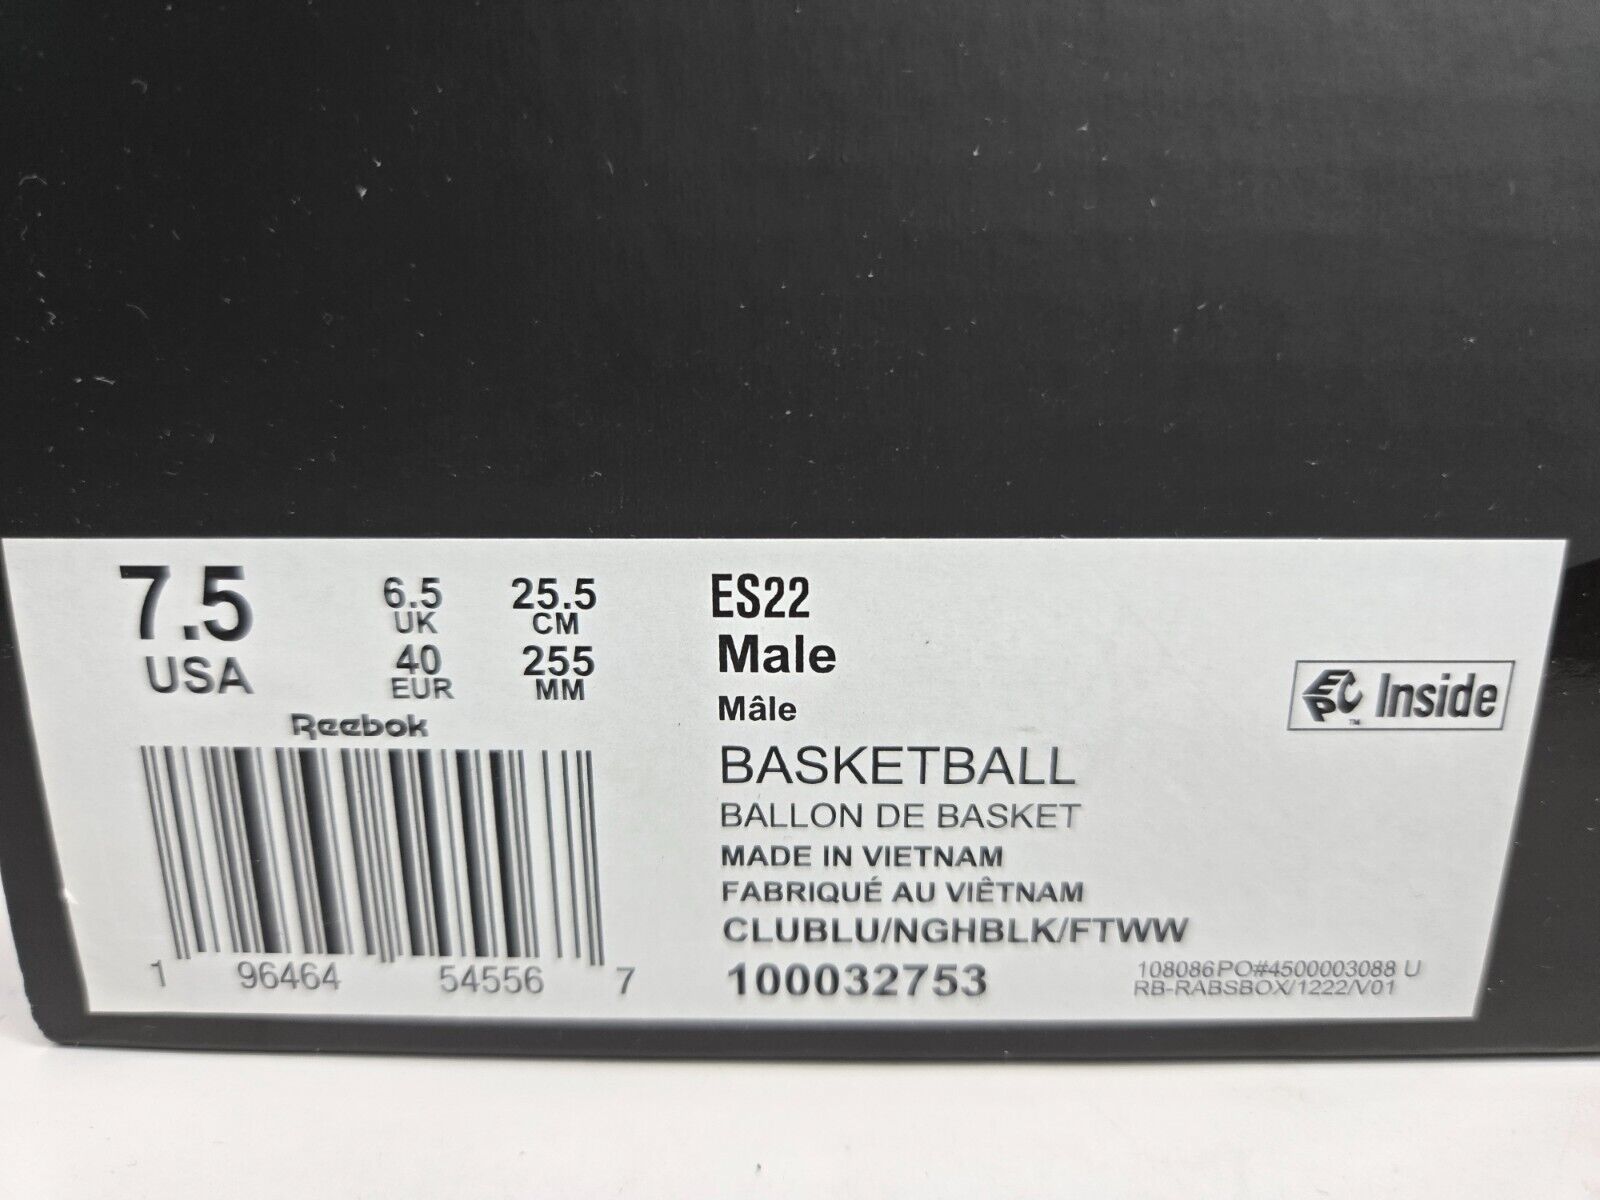 7.5
USA
6.5
UK
40
EUR
25.5
CM
255
MM
Reebok
1 96464 54556 7
ES22
Male
Mâle
BASKETBALL
BALLON DE BASKET
MADE IN VIETNAM
FABRIQUÉ AU VIÊTNAM
CLUBLU/NGHBLK/FTWW
100032753
EPC Inside
TM
108086PO#4500003088 U
RB-RABSBOX/1222/V01